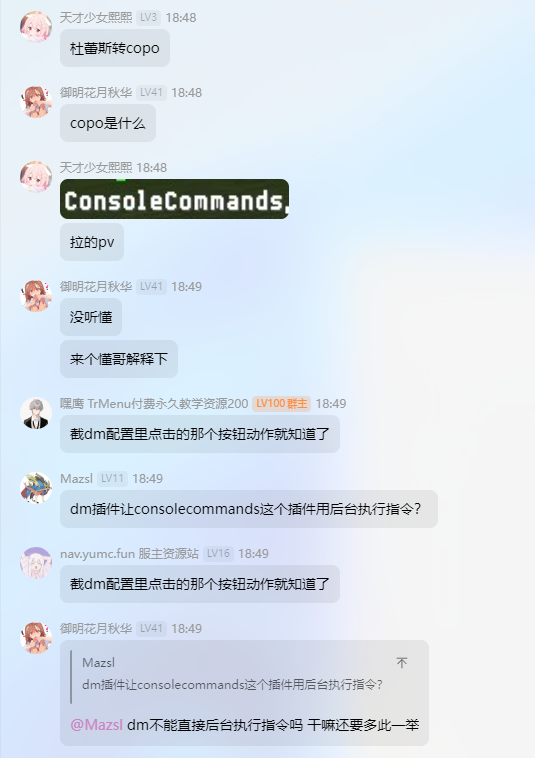 天才少女熙熙 LV3 18:48
杜蕾斯转copo
御明花月秋华 LV41 18:48
copo是什么
天才少女熙熙 18:48
ConsoleCommands,
拉的pv
御明花月秋华 LV41 18:49
没听懂
来个懂哥解释下
嘿鹰 TrMenu付费永久教学资源200 LV100 群主 18:49
截dm配置里点击的那个按钮动作就知道了
Mazsl LV11 18:49
dm插件让consolecommands这个插件用后台执行指令?
nav.yumc.fun 服主资源站 LV16 18:49
截dm配置里点击的那个按钮动作就知道了
御明花月秋华 LV41 18:49
Mazsl
dm插件让consolecommands这个插件用后台执行指令?
@Mazsl dm不能直接后台执行指令吗 干嘛还要多此一举